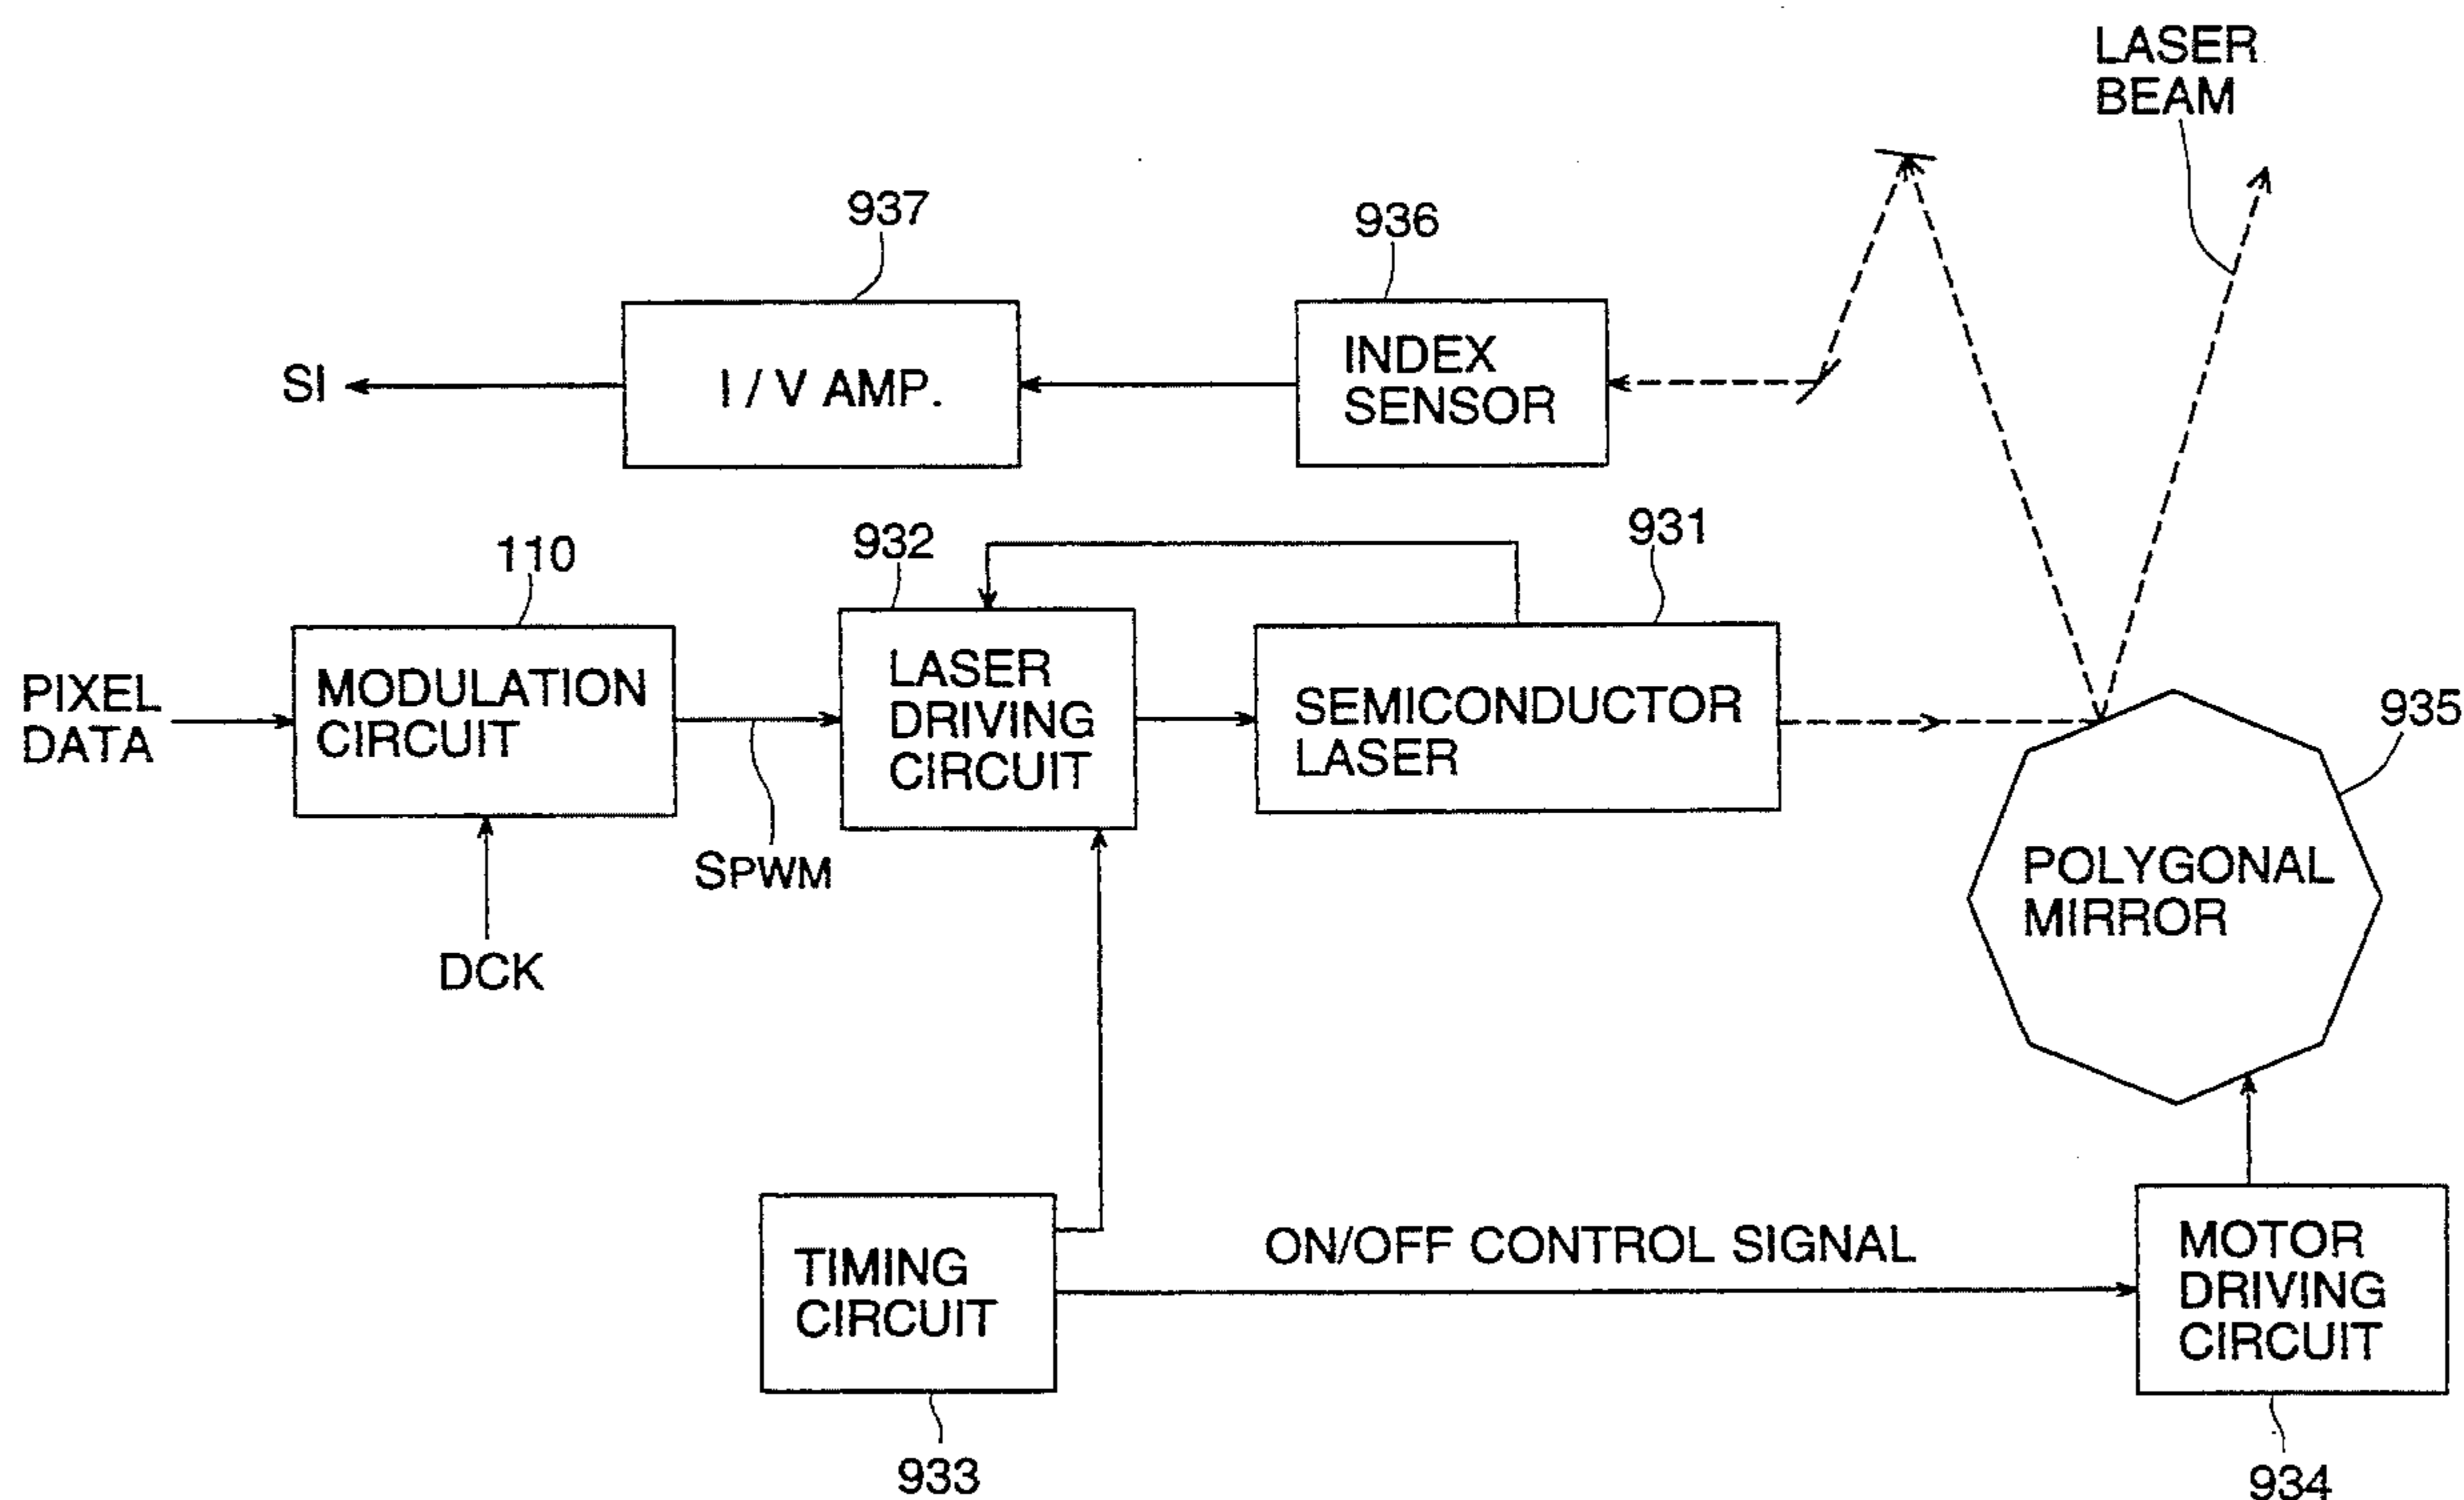 LASER
BEAM
937
936
SI
I / V AMP.
INDEX
SENSOR
110
932
931
PIXEL
DATA
MODULATION
CIRCUIT
LASER
DRIVING
CIRCUIT
SEMICONDUCTOR
LASER
935
SPWM
POLYGONAL
MIRROR
DCK
TIMING
CIRCUIT
ON/OFF CONTROL SIGNAL
MOTOR
DRIVING
CIRCUIT
933
934